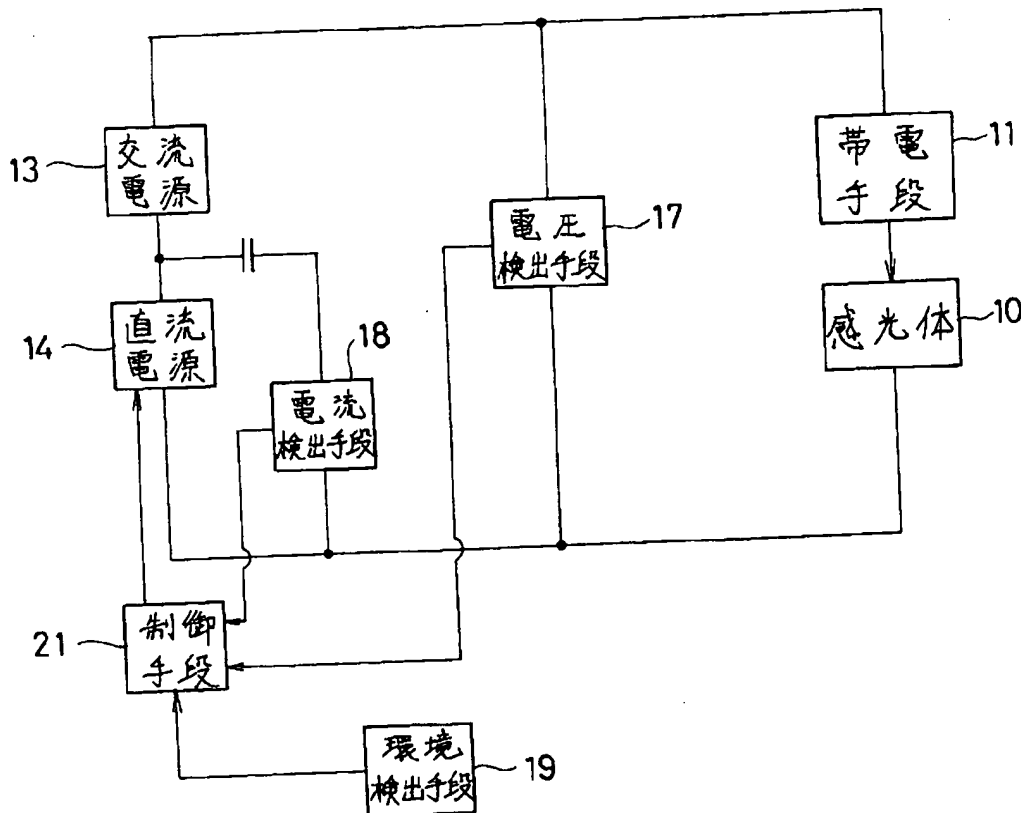 13
交流
電源
帯電
手段
11
電圧
検出手段
17
直流
電源
14
感光体
10
18
電流
検出手段
21
制御
手段
環境
検出手段
19